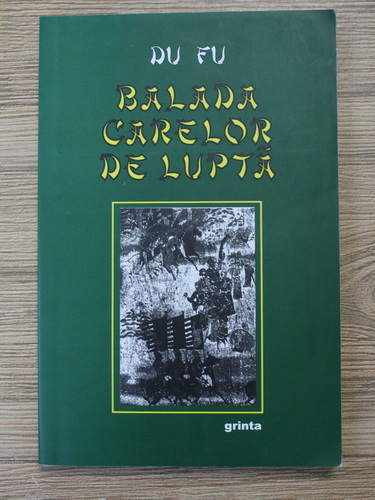 DU FU
BALADA
CARELOR
DE LUPTĂ
grinta